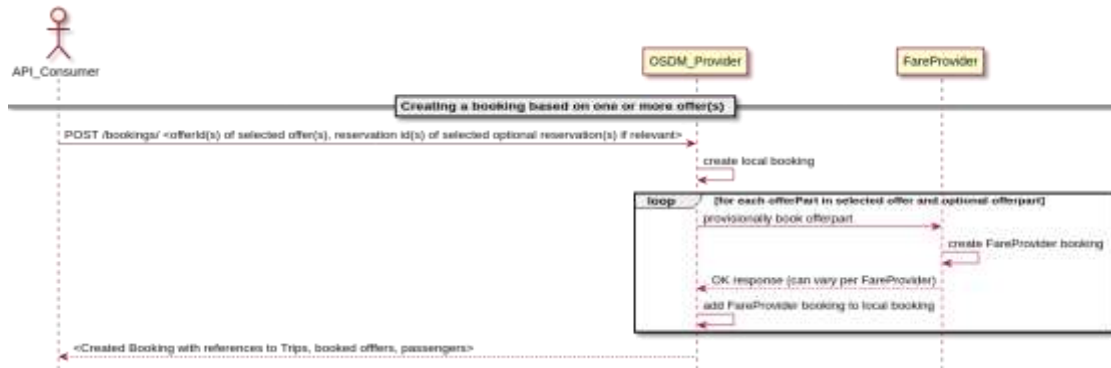 API_Consumer
OSDM_Provider
FareProvider
Creating a booking based on one or more offer(s)
POST /bookings/ <offerId(s) of selected offer(s), reservation id(s) of selected optional reservation(s) if relevant>
create local booking
loop [for each offerPart in selected offer and optional offerpart]
provisionally book offerpart
create FareProvider booking
OK response (can vary per FareProvider)
add FareProvider booking to local booking
<Created Booking with references to Trips, booked offfers, passengers>